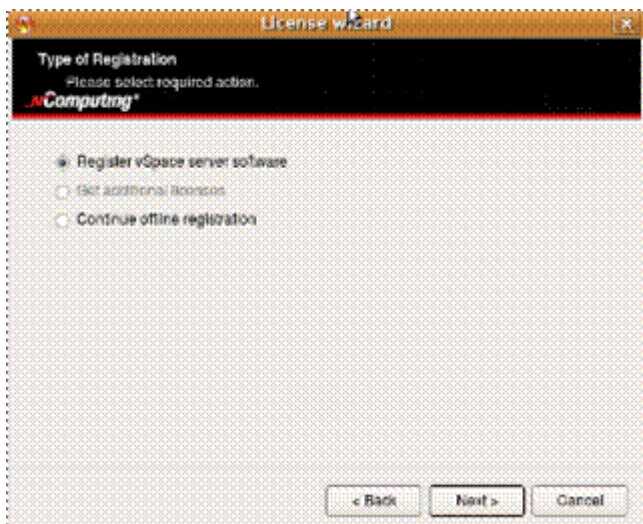 License wizard
Type of Registration
Please select required action.
NComputing®
Register vSpace server software
Get additional licenses
Continue offline registration
< Back
Next >
Cancel